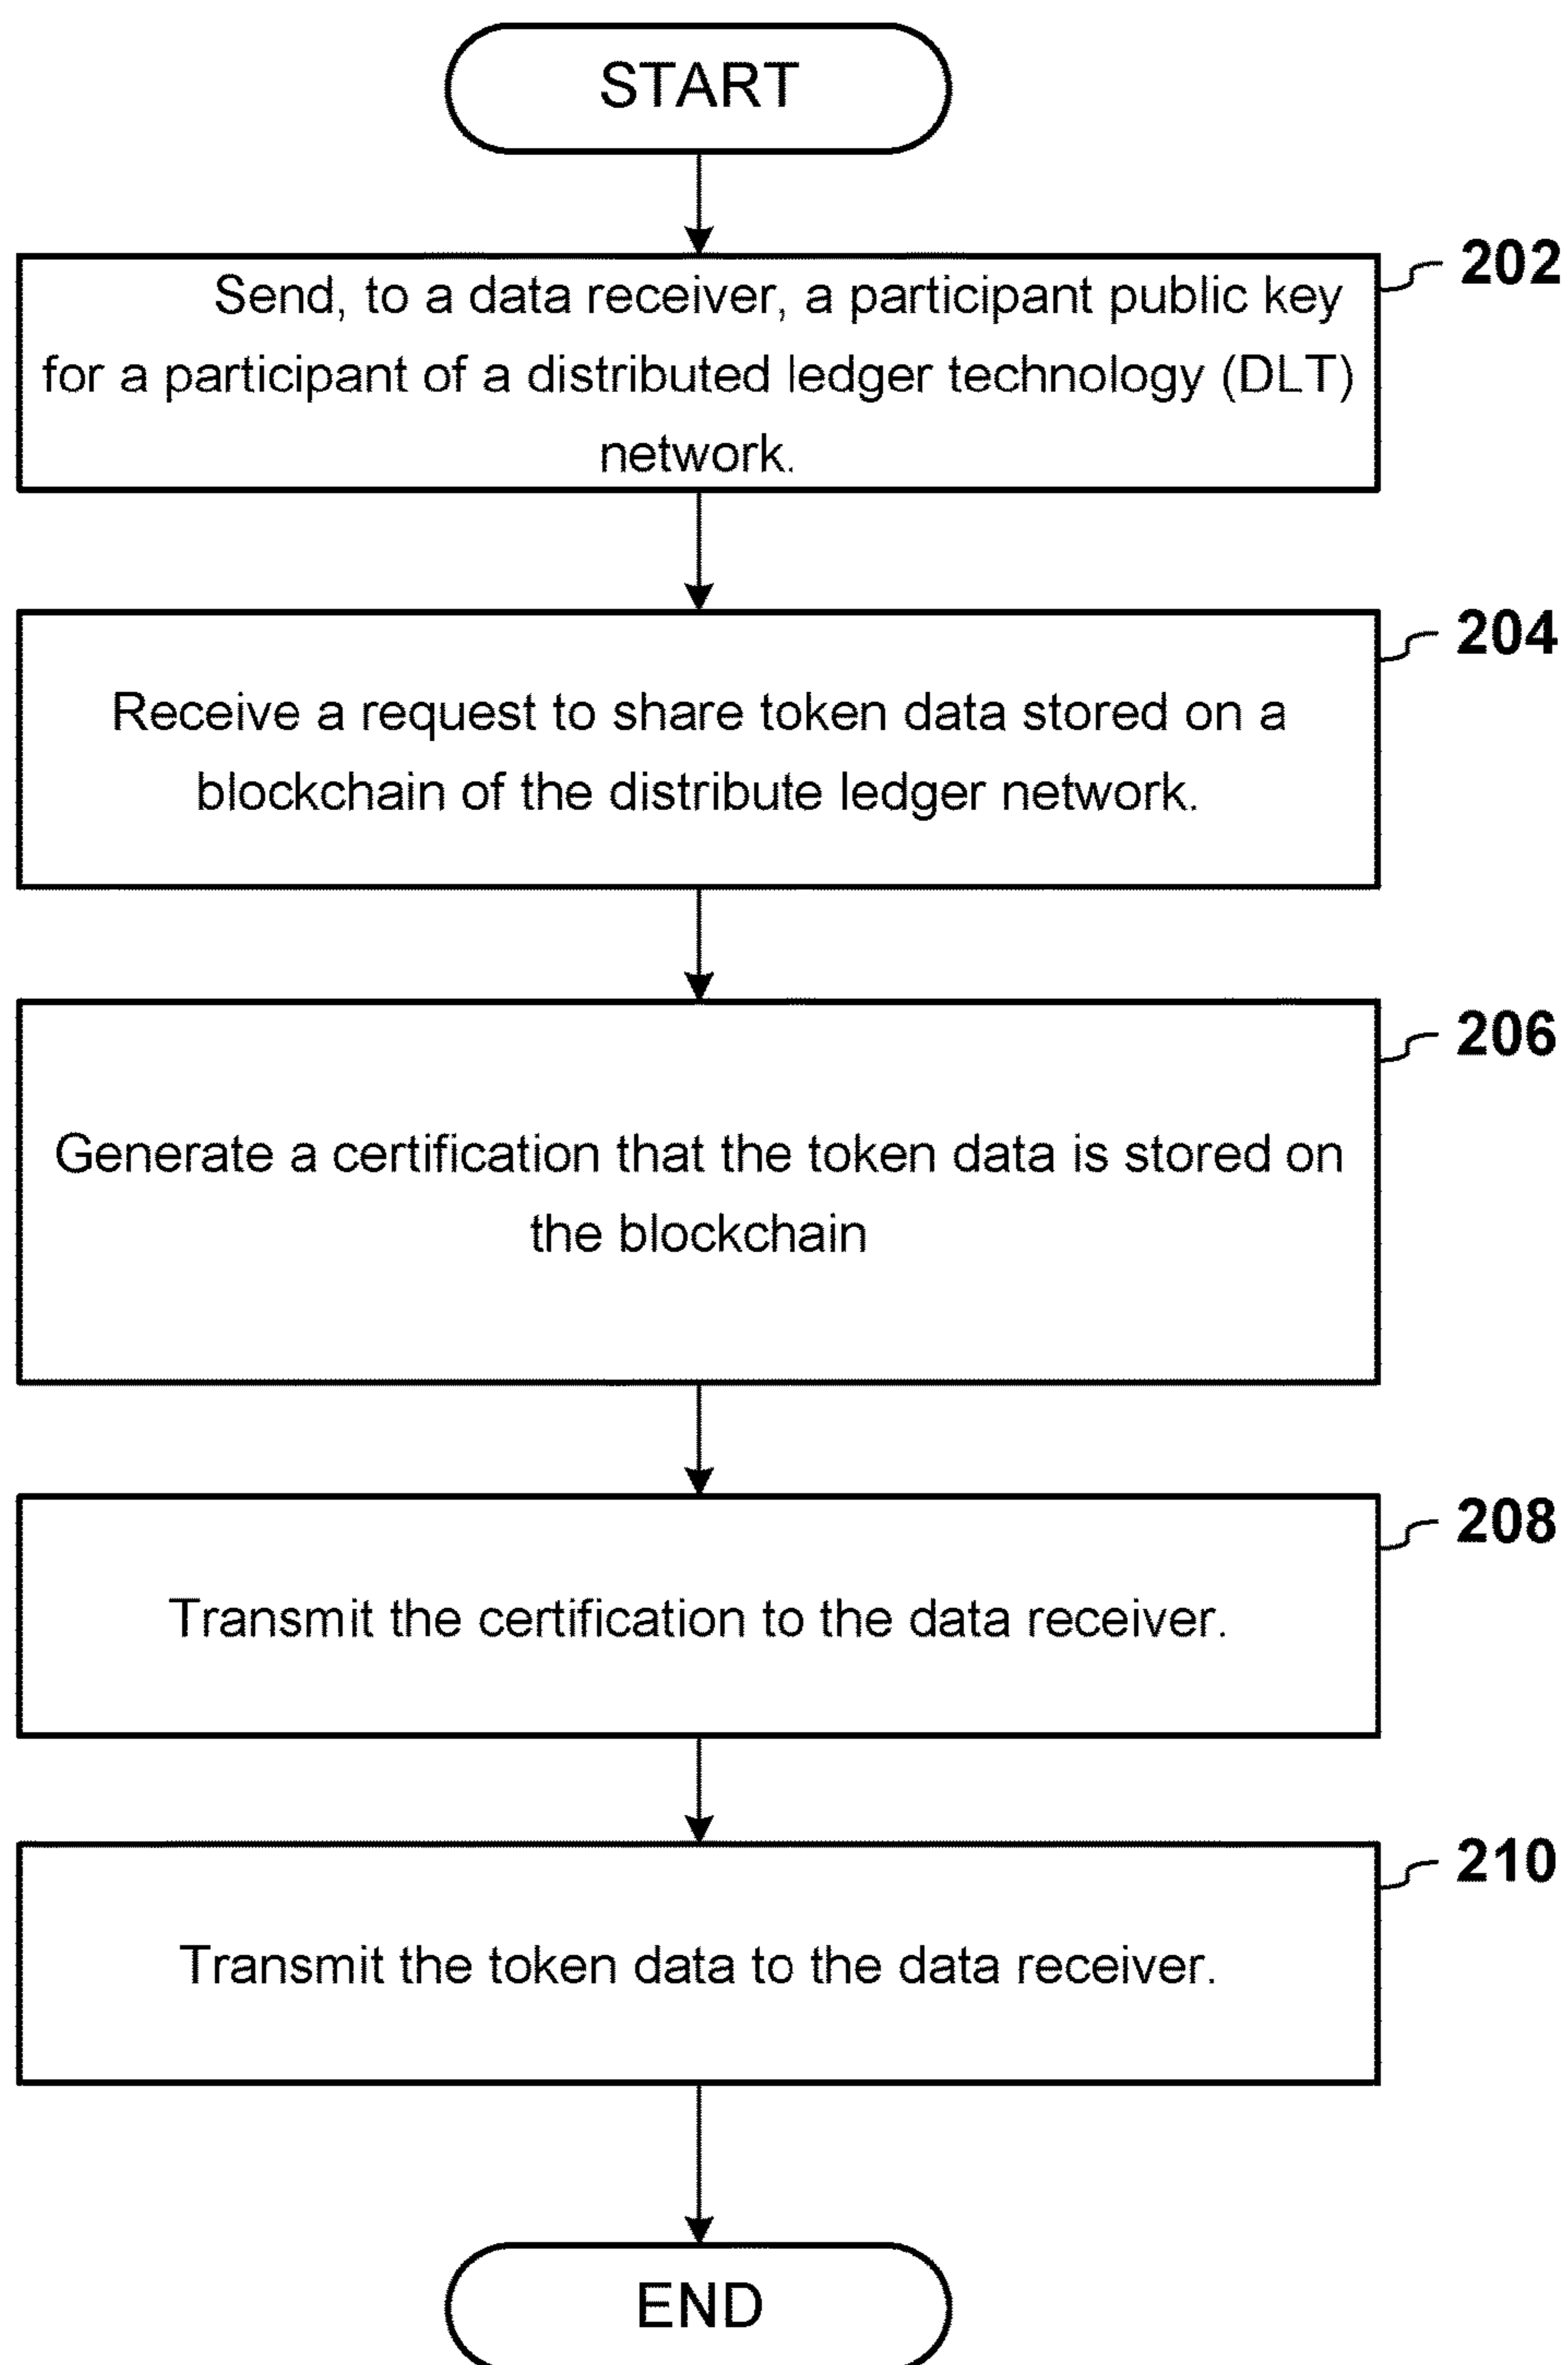 START
202
Send, to a data receiver, a participant public key
for a participant of a distributed ledger technology (DLT)
network.
204
Receive a request to share token data stored on a
blockchain of the distribute ledger network.
206
Generate a certification that the token data is stored on
the blockchain
208
Transmit the certification to the data receiver.
210
Transmit the token data to the data receiver.
END